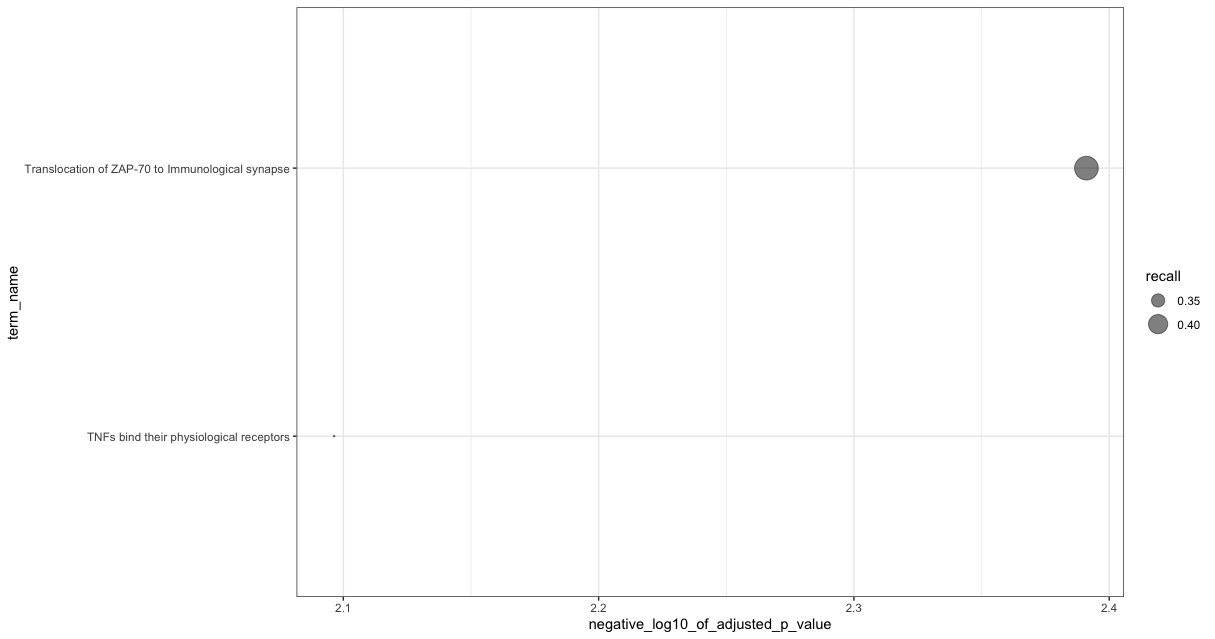 term_name
Translocation of ZAP-70 to Immunological synapse
TNFs bind their physiological receptors
2.1
2.2
2.3
2.4
negative_log10_of_adjusted_p_value
recall
0.35
0.40